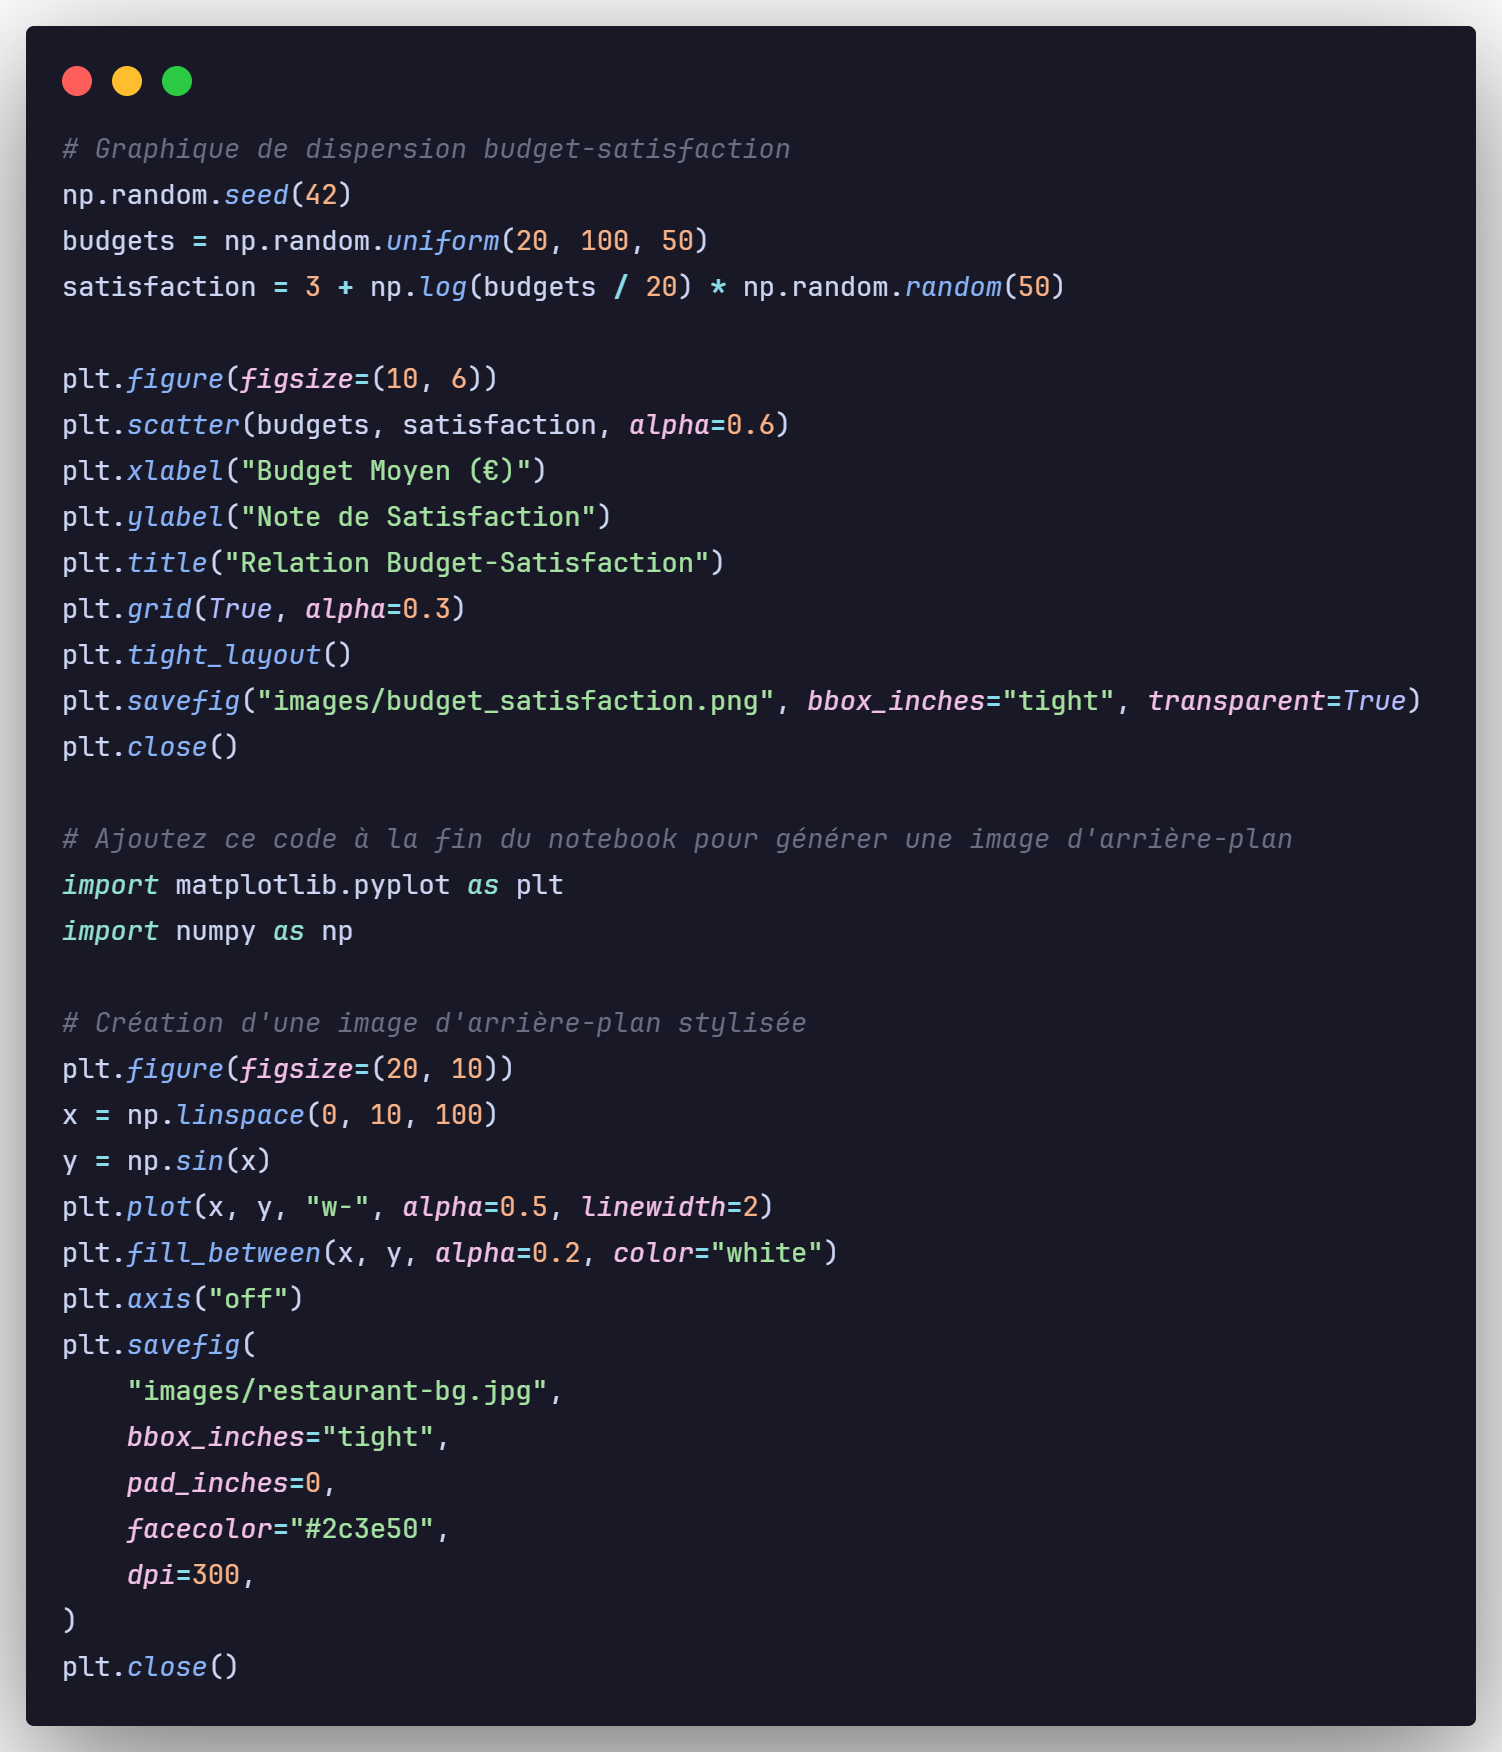 # Graphique de dispersion budget-satisfaction
np.random.seed(42)
budgets = np.random.uniform(20, 100, 50)
satisfaction = 3 + np.log(budgets / 20) * np.random.random(50)

plt.figure(figsize=(10, 6))
plt.scatter(budgets, satisfaction, alpha=0.6)
plt.xlabel("Budget Moyen (€)")
plt.ylabel("Note de Satisfaction")
plt.title("Relation Budget-Satisfaction")
plt.grid(True, alpha=0.3)
plt.tight_layout()
plt.savefig("images/budget_satisfaction.png", bbox_inches="tight", transparent=True)
plt.close()

# Ajoutez ce code à la fin du notebook pour générer une image d'arrière-plan
import matplotlib.pyplot as plt
import numpy as np

# Création d'une image d'arrière-plan stylisée
plt.figure(figsize=(20, 10))
x = np.linspace(0, 10, 100)
y = np.sin(x)
plt.plot(x, y, "w-", alpha=0.5, linewidth=2)
plt.fill_between(x, y, alpha=0.2, color="white")
plt.axis("off")
plt.savefig(
    "images/restaurant-bg.jpg",
    bbox_inches="tight",
    pad_inches=0,
    facecolor="#2c3e50",
    dpi=300,
)
plt.close()